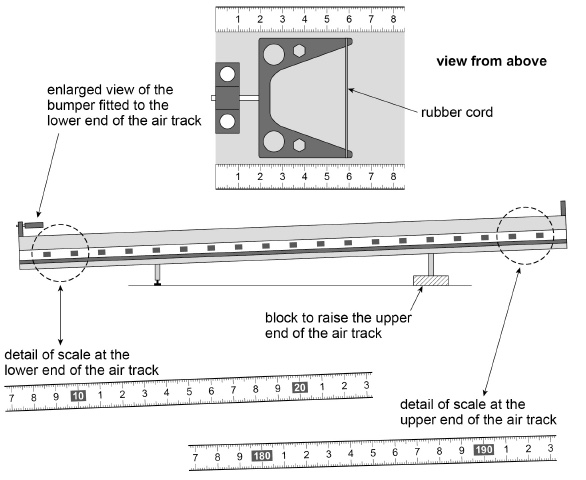 1 2 3 4 5 6 7 8
view from above
enlarged view of the
bumper fitted to the
lower end of the air track
rubber cord
1 2 3 4 5 6 7 8
block to raise the upper
end of the air track
detail of scale at the
lower end of the air track
7 8 9 10 1 2 3 4 5 6 7 8 9 20 1 2 3
detail of scale at the
upper end of the air track
7 8 9 180 1 2 3 4 5 6 7 8 9 190 1 2 3